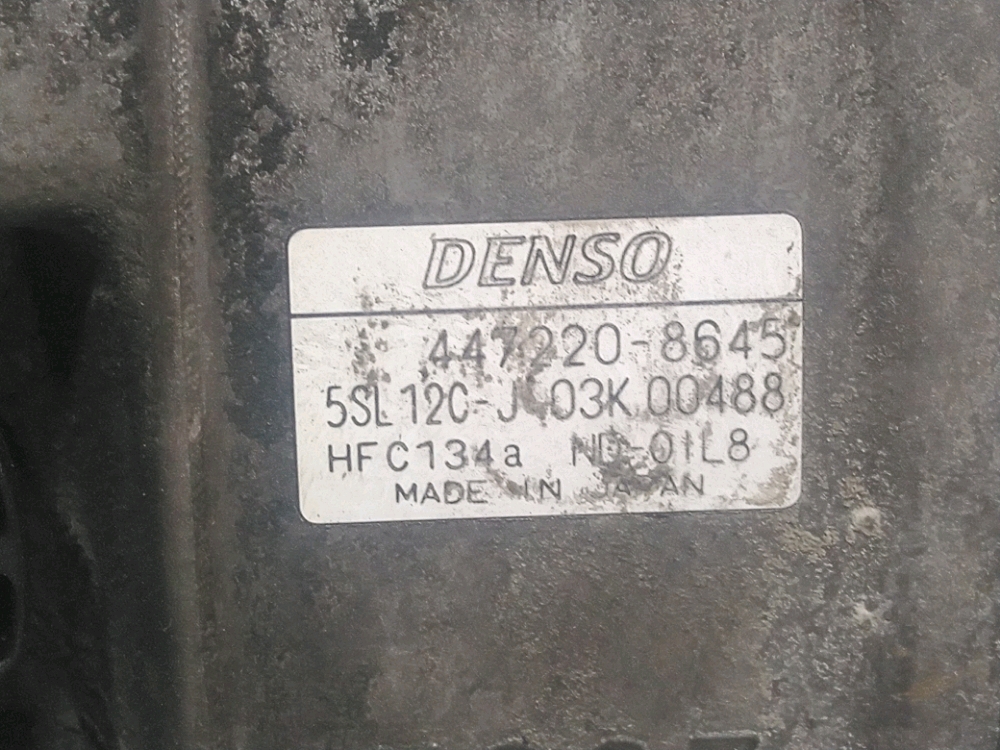 DENSO
447220-8645
5SL12C-J 03K 00488
HFC134a ND-OIL8
MADE IN JAPAN